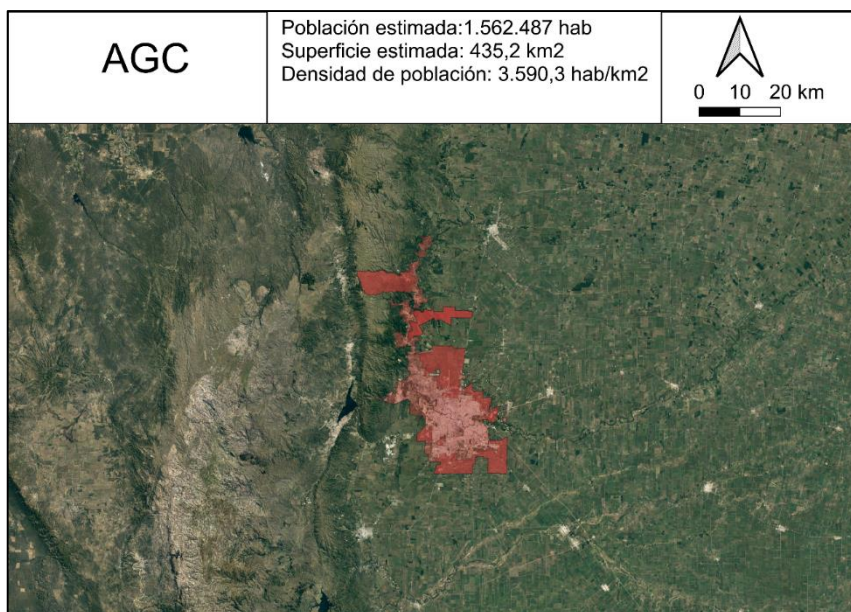 AGC
Población estimada:1.562.487 hab
Superficie estimada: 435,2 km2
Densidad de población: 3.590,3 hab/km2
0 10 20 km